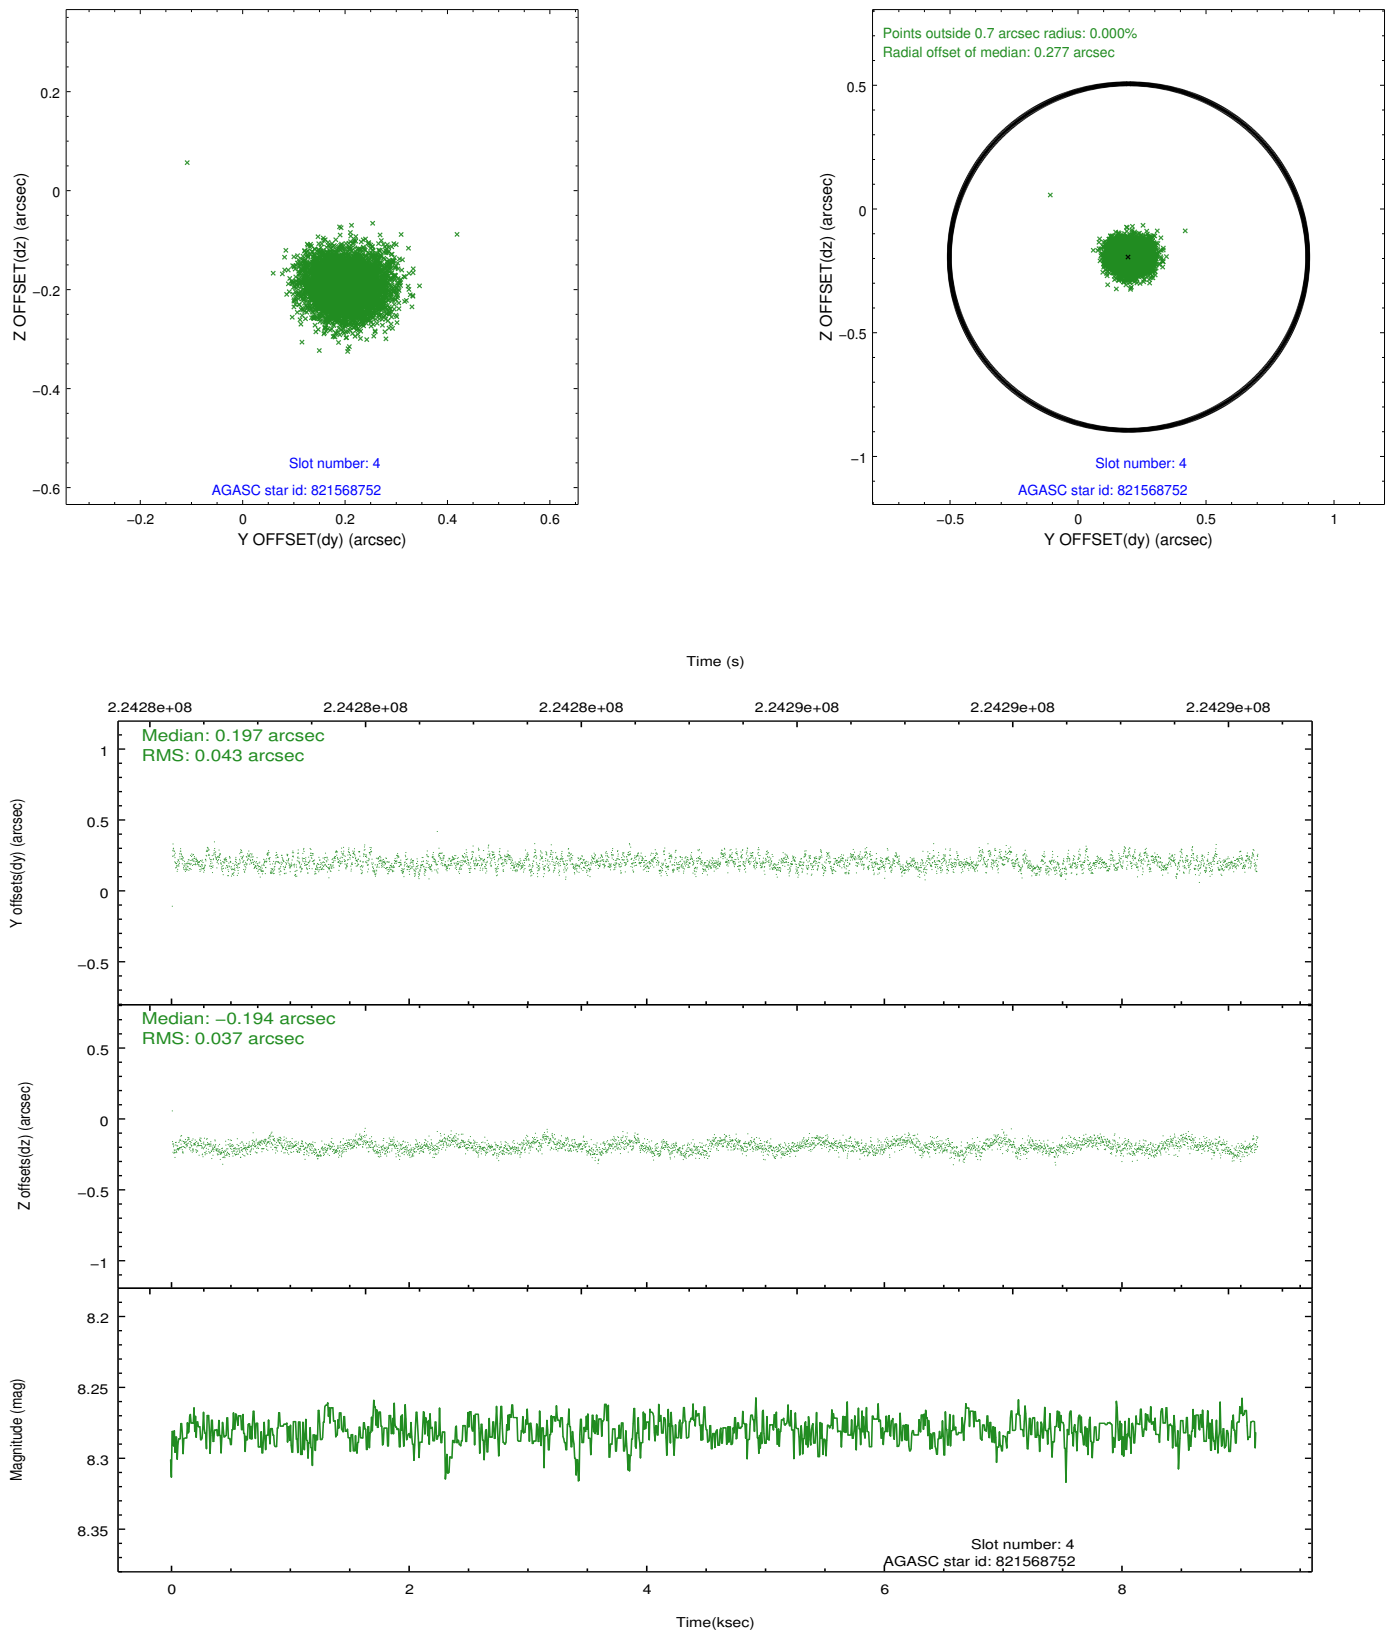 0.2
0
−0.2
−0.4
−0.6
Z OFFSET(dz) (arcsec)
Slot number: 4
AGASC star id: 821568752
−0.2
0
0.2
0.4
0.6
Y OFFSET(dy) (arcsec)
Points outside 0.7 arcsec radius: 0.000%
Radial offset of median: 0.277 arcsec
0.5
0
−0.5
−1
Z OFFSET(dz) (arcsec)
Slot number: 4
AGASC star id: 821568752
−0.5
0
0.5
1
Y OFFSET(dy) (arcsec)
Time (s)
2.2428e+08
2.2428e+08
2.2428e+08
2.2429e+08
2.2429e+08
2.2429e+08
Median: 0.197 arcsec
RMS: 0.043 arcsec
1
0.5
0
−0.5
Y offsets(dy) (arcsec)
Median: −0.194 arcsec
RMS: 0.037 arcsec
0.5
0
−0.5
−1
Z offsets(dz) (arcsec)
8.2
8.25
8.3
8.35
Magnitude (mag)
Slot number: 4
AGASC star id: 821568752
0
2
4
6
8
Time(ksec)